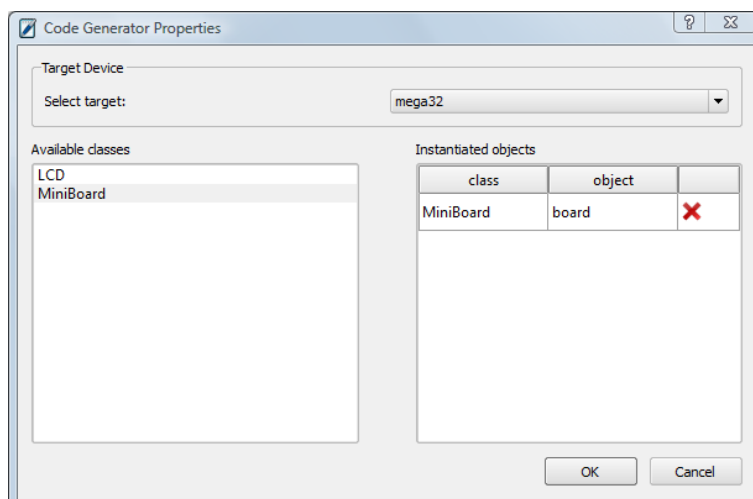 Code Generator Properties
Target Device
Select target: mega32
Available classes
LCD
MiniBoard
Instantiated objects
class object
MiniBoard board
OK Cancel